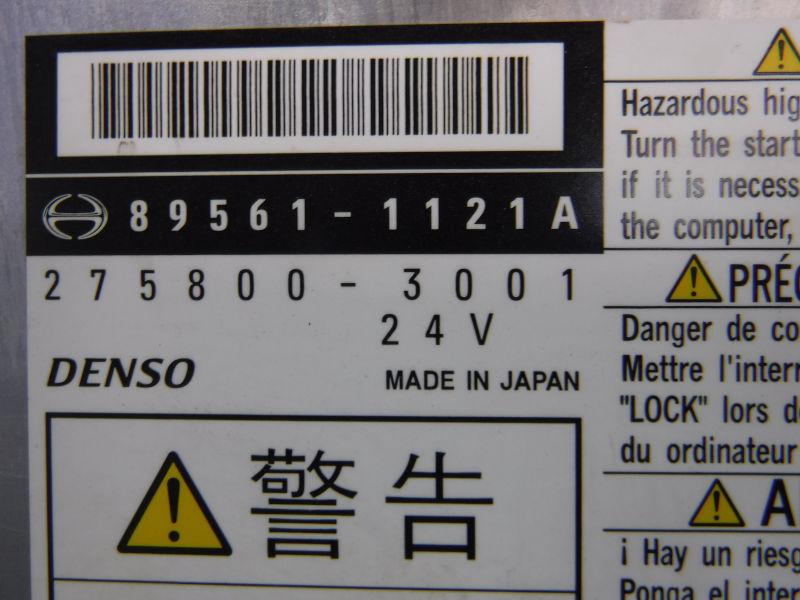 89561-1121A
275800-3001
24V
DENSO
MADE IN JAPAN
警告
Hazardous hig
Turn the start
if it is necess
the computer,
PRÉC
Danger de co
Mettre l'interr
"LOCK" lors d
du ordinateur
A
¡ Hay un riesg
Ponga el inter